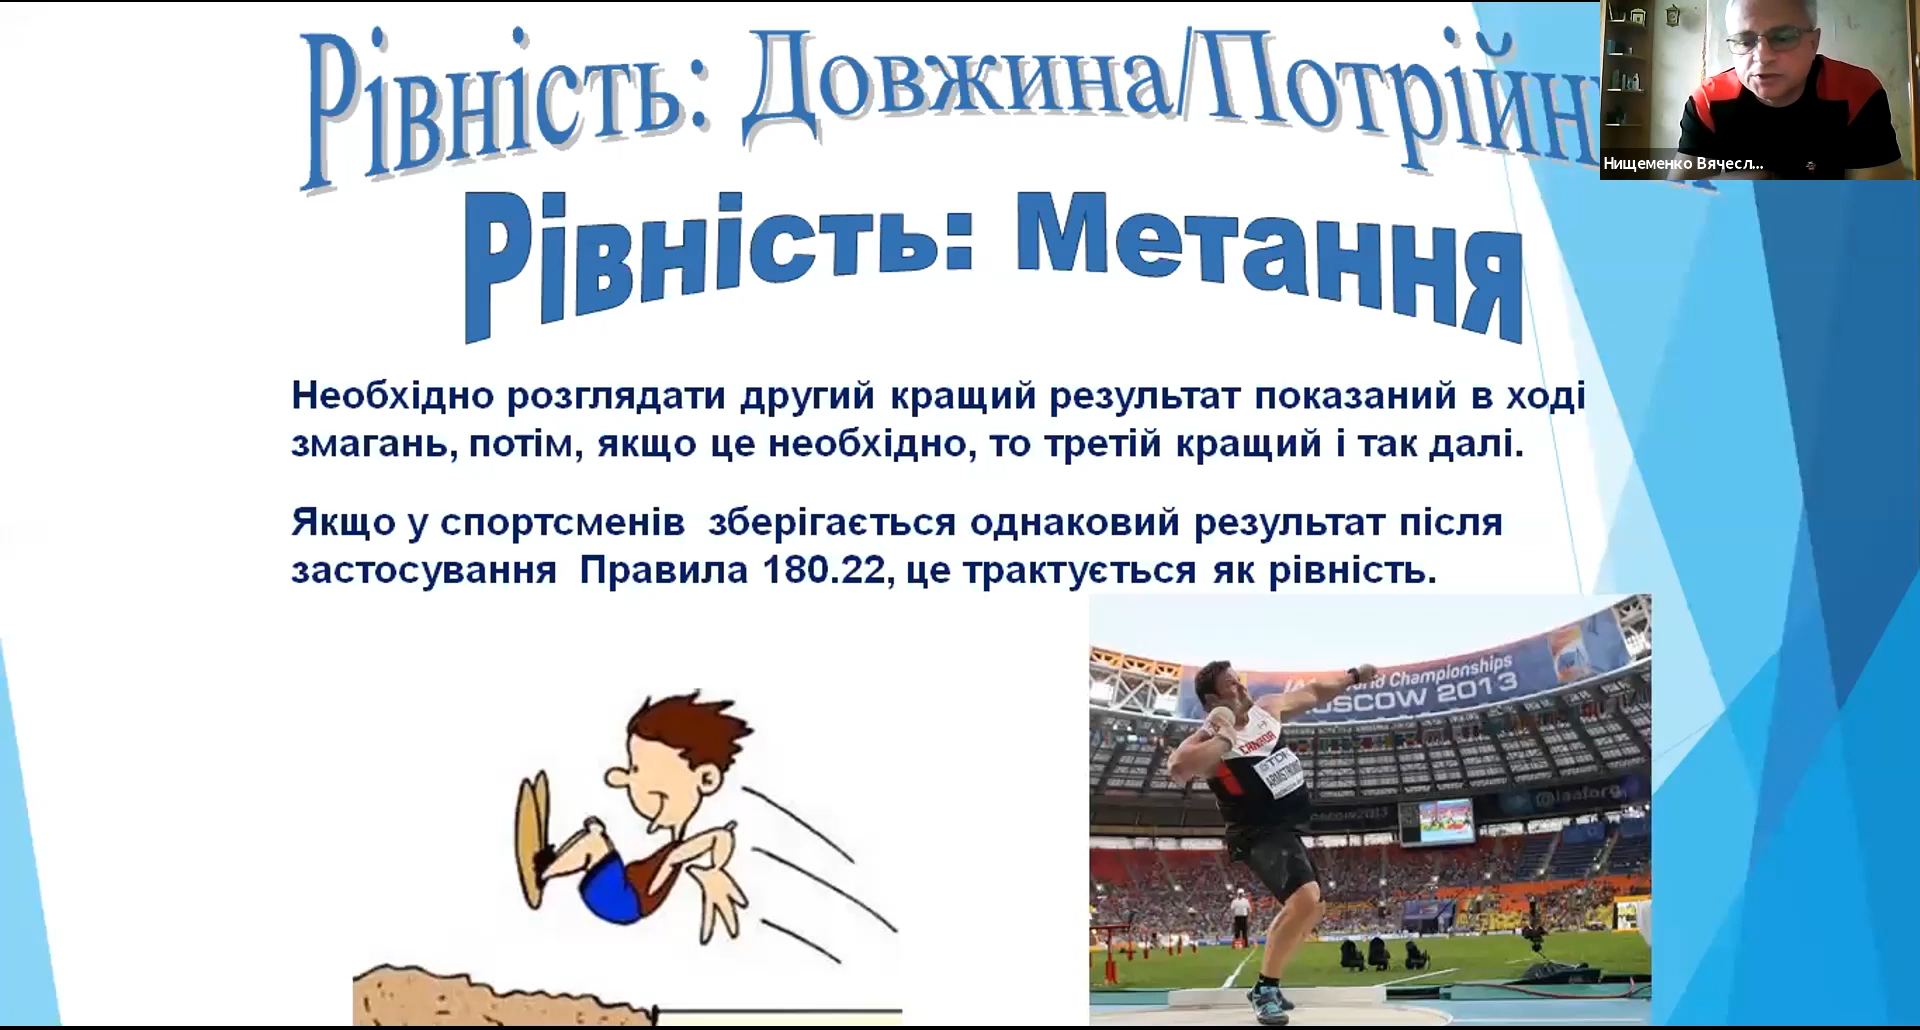 Рівність: Довжина/Потрійн
Нищеменко Вячесл...
Рівність: Метання
Необхідно розглядати другий кращий результат показаний в ході
змагань, потім, якщо це необхідно, то третій кращий і так далі.
Якщо у спортсменів зберігається однаковий результат після
застосування Правила 180.22, це трактується як рівність.
World Championships
MOSCOW 2013
CANADA
ARMSTRONG
@iaaforg